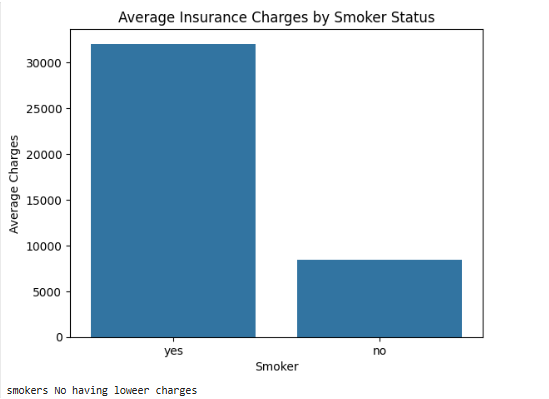 Average Insurance Charges by Smoker Status
30000
25000
20000
15000
10000
5000
0
Average Charges
yes no
Smoker
smokers No having loweer charges